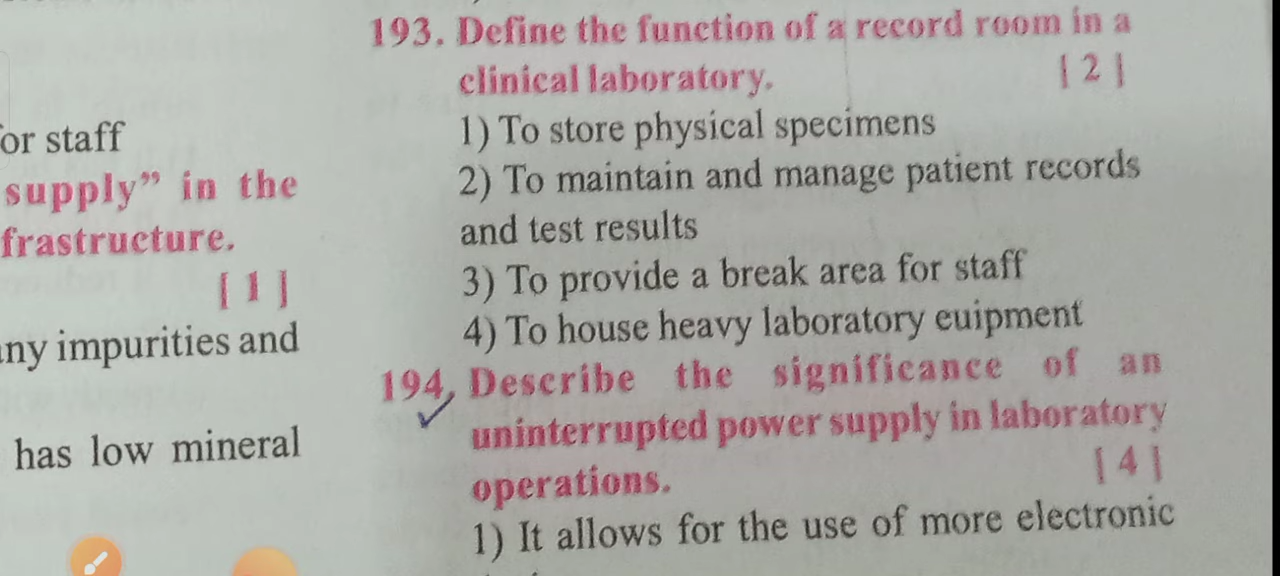 or staff
supply” in the
frastructure.
[ 1 ]
ny impurities and
has low mineral
193. Define the function of a record room in a
clinical laboratory. [ 2 ]
1) To store physical specimens
2) To maintain and manage patient records
and test results
3) To provide a break area for staff
4) To house heavy laboratory euipment
194. Describe the significance of an
uninterrupted power supply in laboratory
operations. [ 4 ]
1) It allows for the use of more electronic